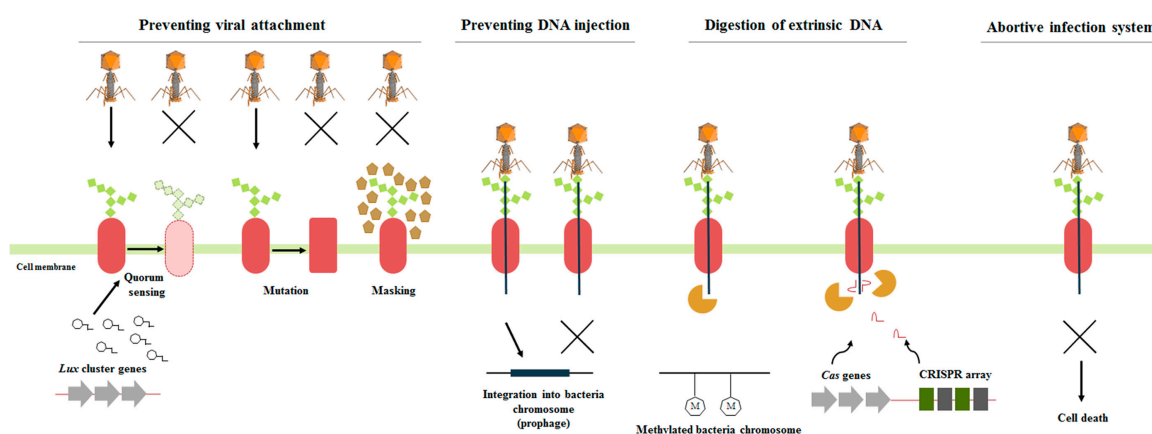 Preventing viral attachment
Preventing DNA injection
Digestion of extrinsic DNA
Abortive infection system
Cell membrane
Quorum
sensing
Mutation
Masking
Lux cluster genes
Integration into bacteria
chromosome
(prophage)
M
M
Methylated bacteria chromosome
Cas genes
CRISPR array
Cell death